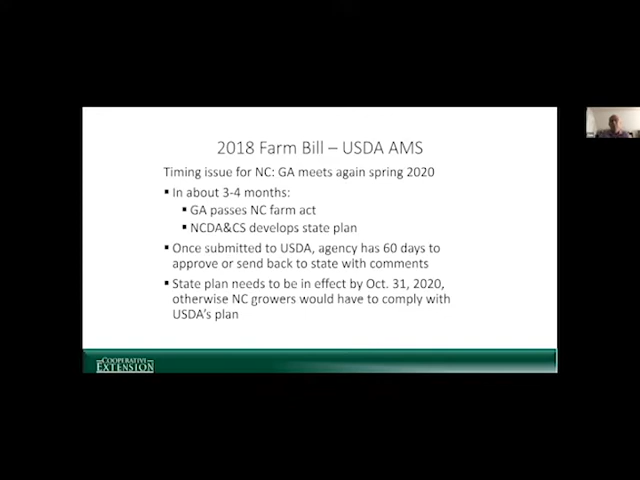 2018 Farm Bill – USDA AMS
Timing issue for NC: GA meets again spring 2020
▪ In about 3-4 months:
▪ GA passes NC farm act
▪ NCDA&CS develops state plan
▪ Once submitted to USDA, agency has 60 days to
approve or send back to state with comments
▪ State plan needs to be in effect by Oct. 31, 2020,
otherwise NC growers would have to comply with
USDA's plan
COOPERATIVE
EXTENSION